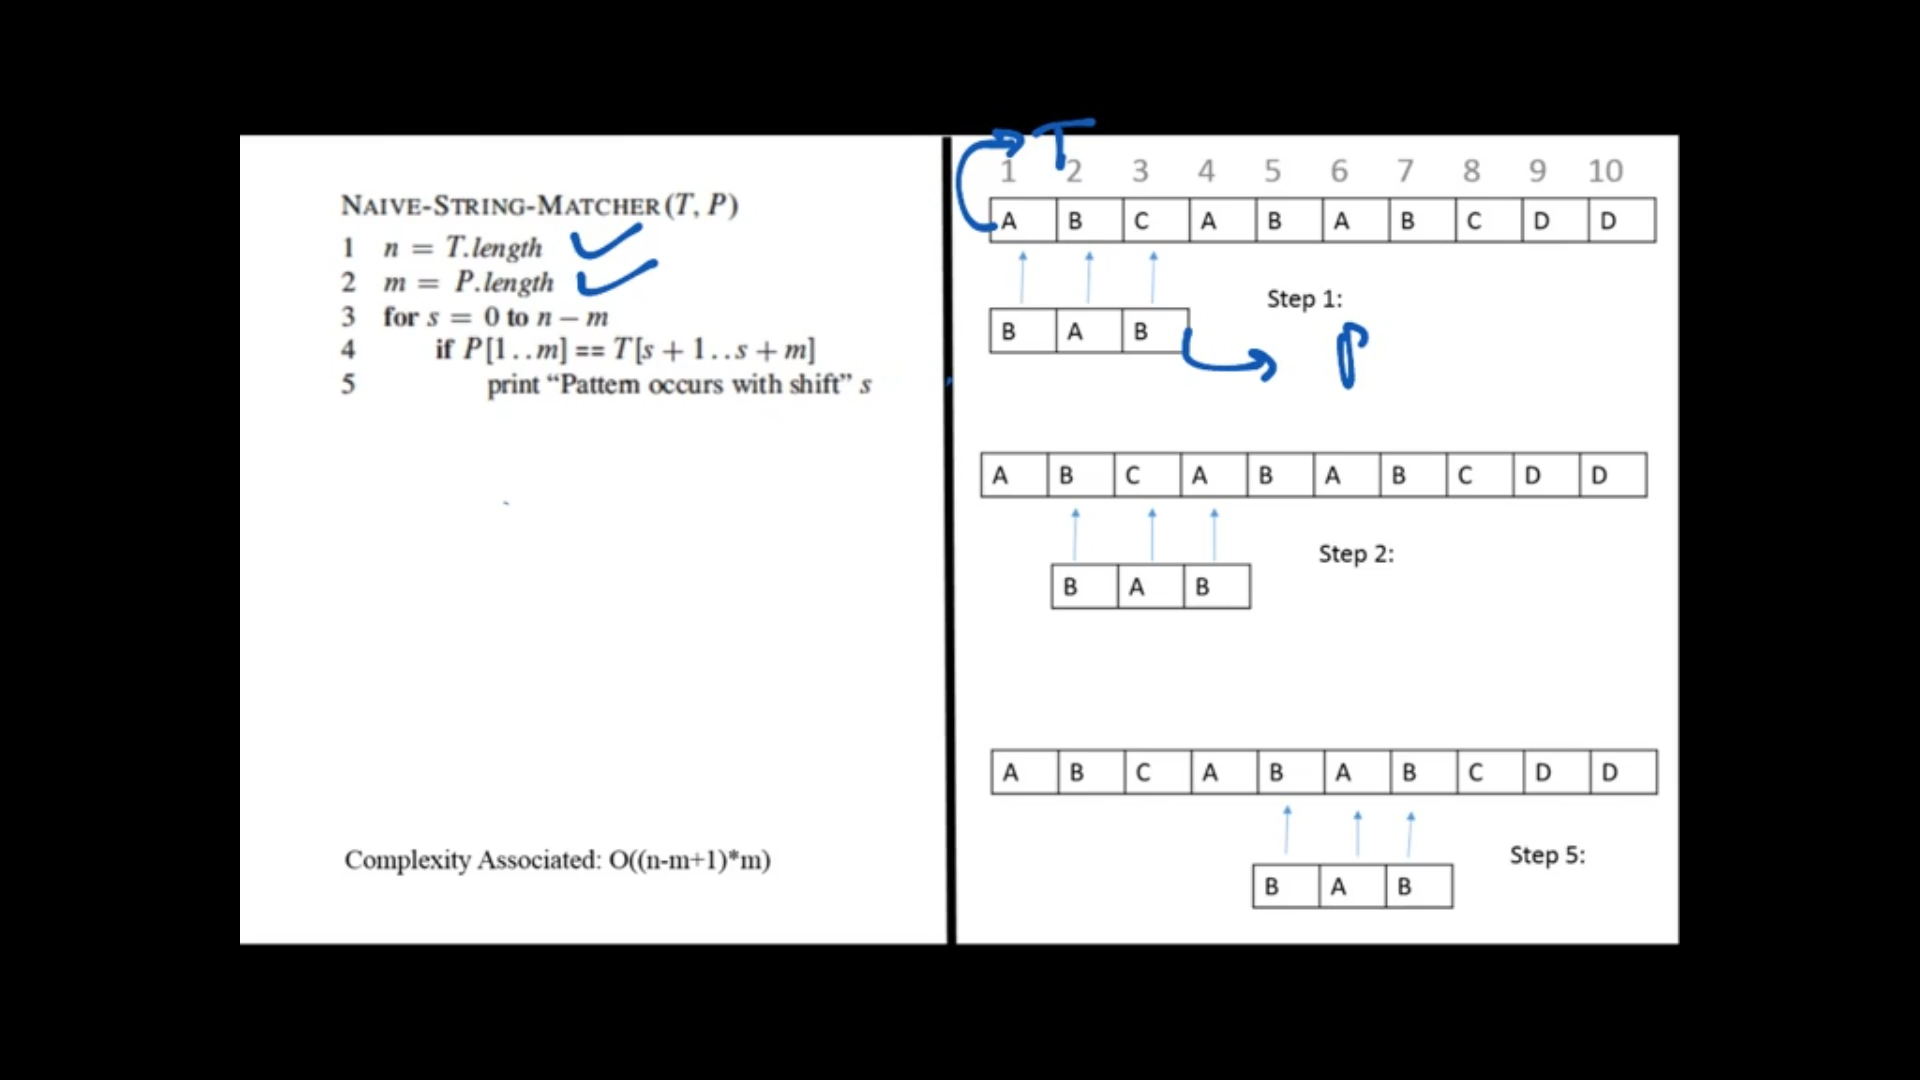 NAIVE-STRING-MATCHER(T, P)
1 n = T.length
2 m = P.length
3 for s = 0 to n – m
4 if P[1..m] == T[s + 1..s + m]
5 print “Pattern occurs with shift” s
Complexity Associated: O((n-m+1)*m)
T
1 2 3 4 5 6 7 8 9 10
A B C A B A B C D D
Step 1:
B A B
P
A B C A B A B C D D
Step 2:
B A B
A B C A B A B C D D
Step 5:
B A B